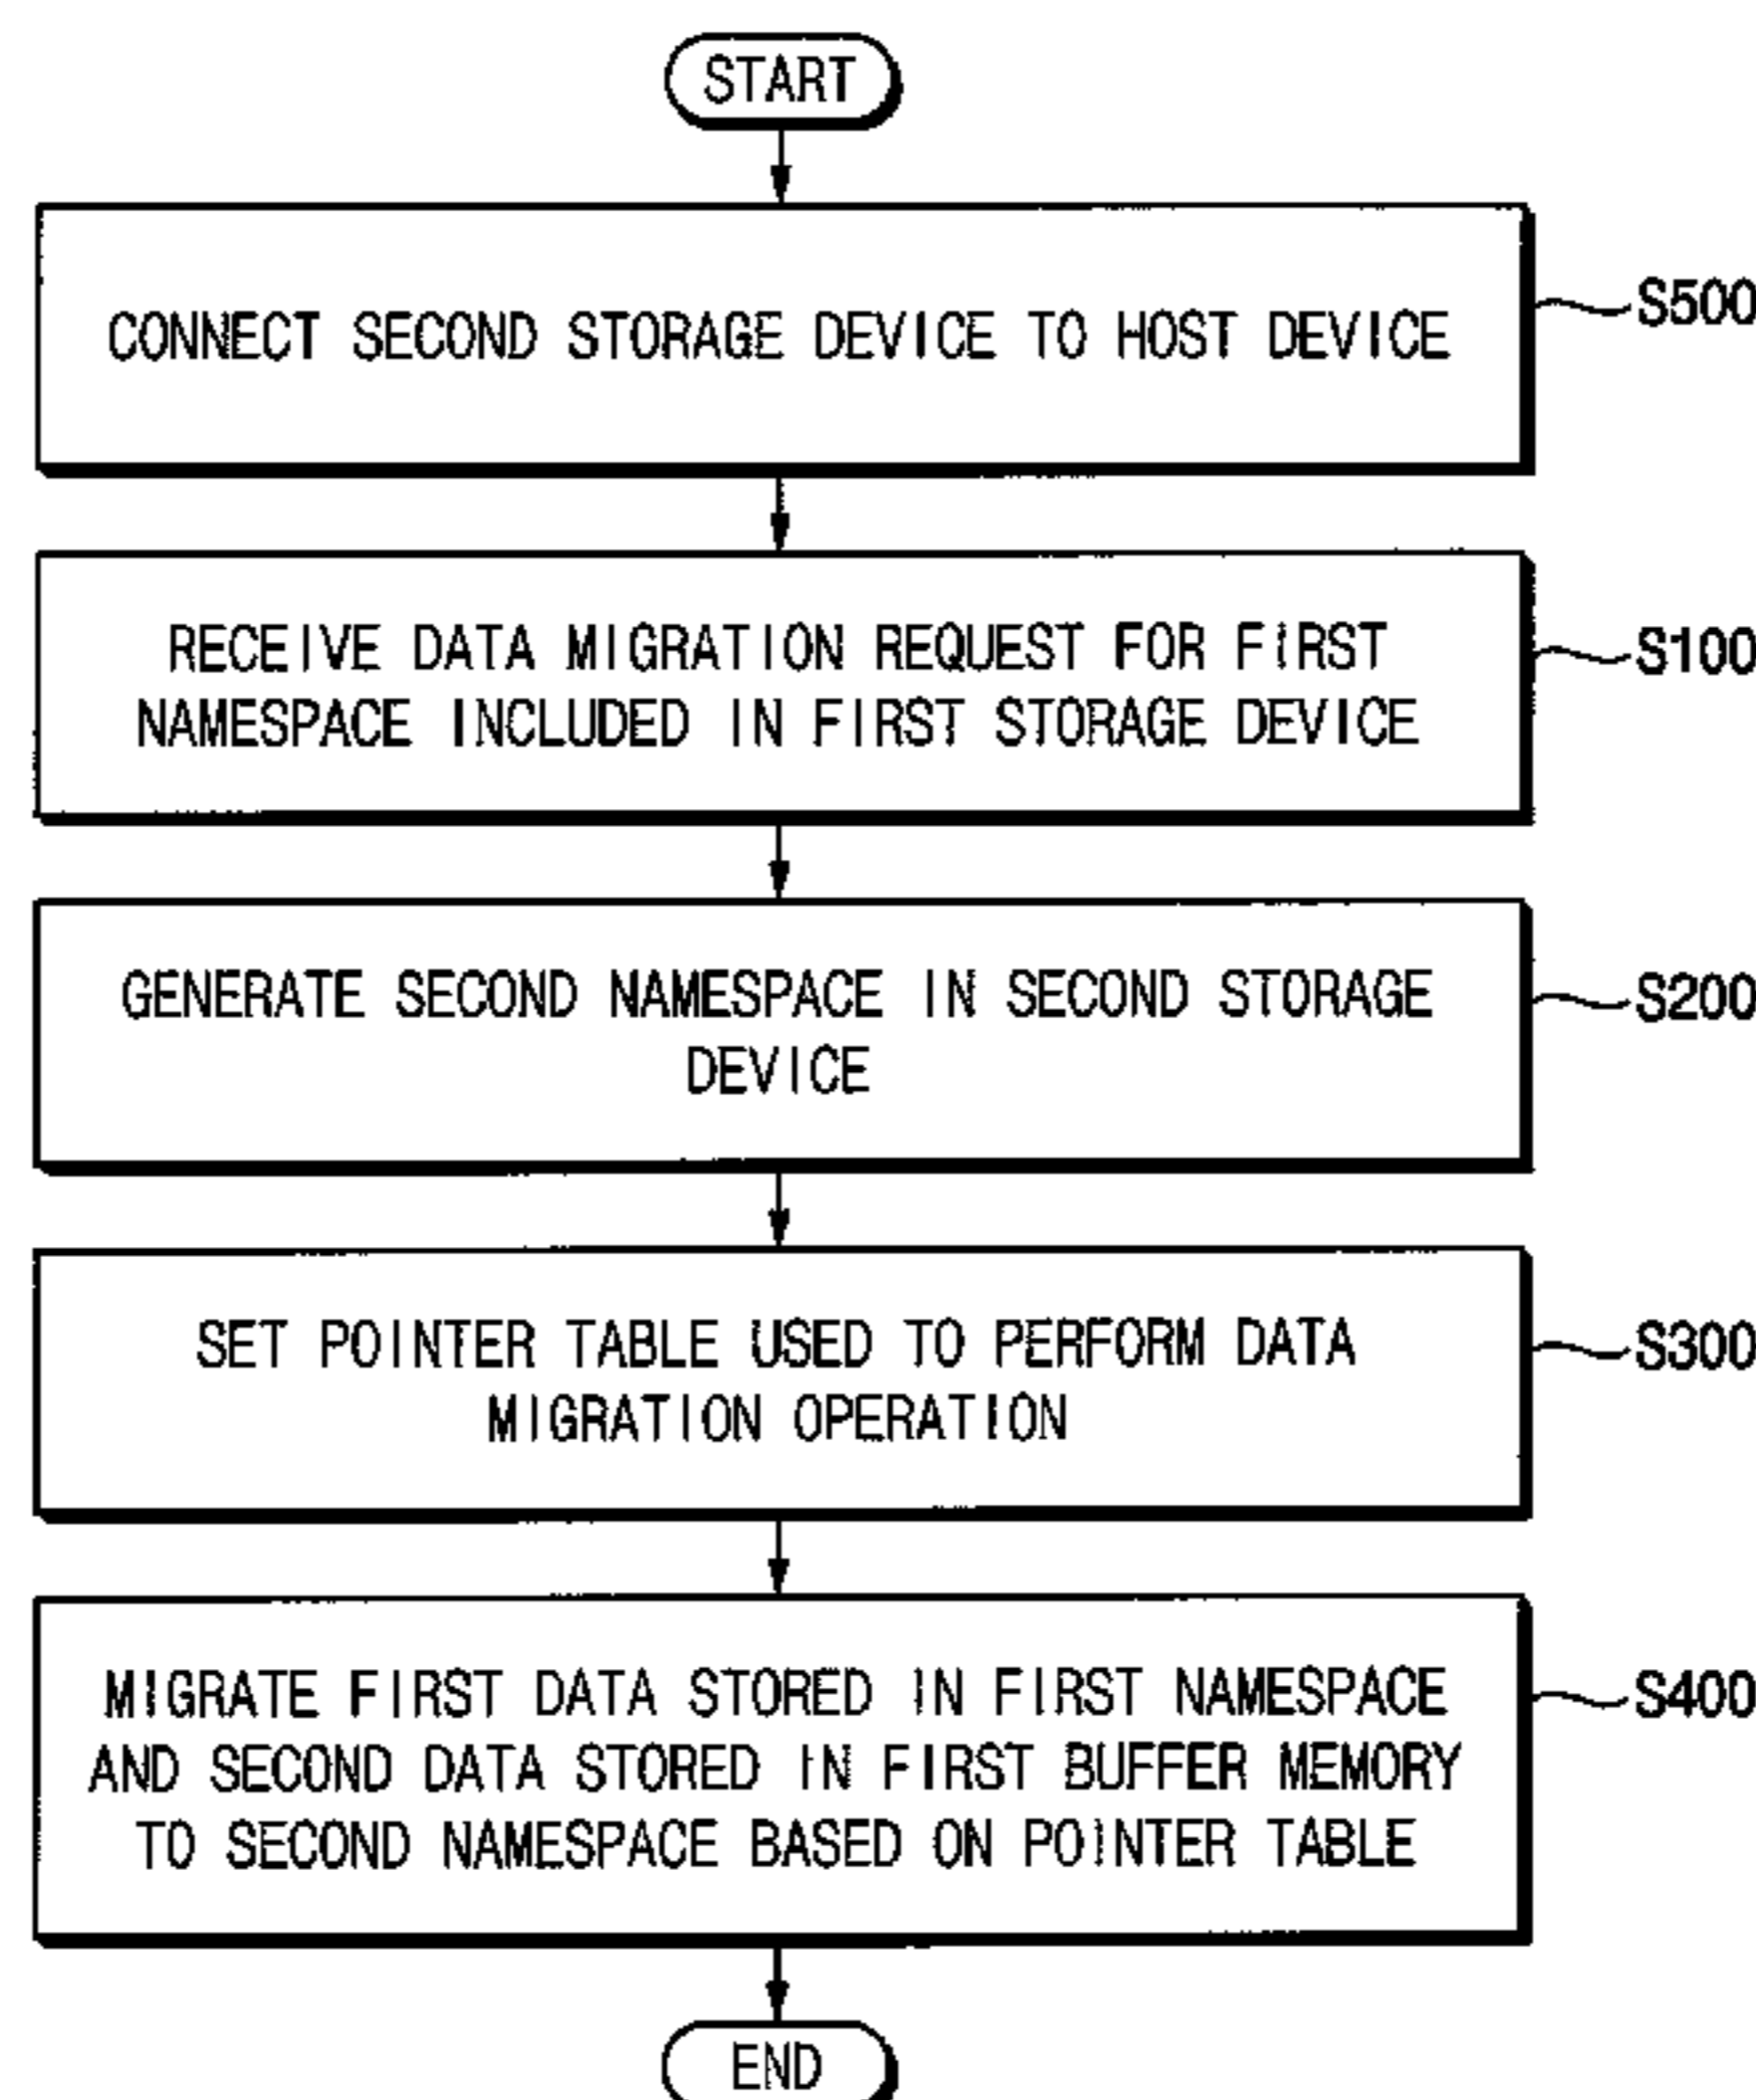 START
CONNECT SECOND STORAGE DEVICE TO HOST DEVICE
S500
RECEIVE DATA MIGRATION REQUEST FOR FIRST
NAMESPACE INCLUDED IN FIRST STORAGE DEVICE
S100
GENERATE SECOND NAMESPACE IN SECOND STORAGE
DEVICE
S200
SET POINTER TABLE USED TO PERFORM DATA
MIGRATION OPERATION
S300
MIGRATE FIRST DATA STORED IN FIRST NAMESPACE
AND SECOND DATA STORED IN FIRST BUFFER MEMORY
TO SECOND NAMESPACE BASED ON POINTER TABLE
S400
END